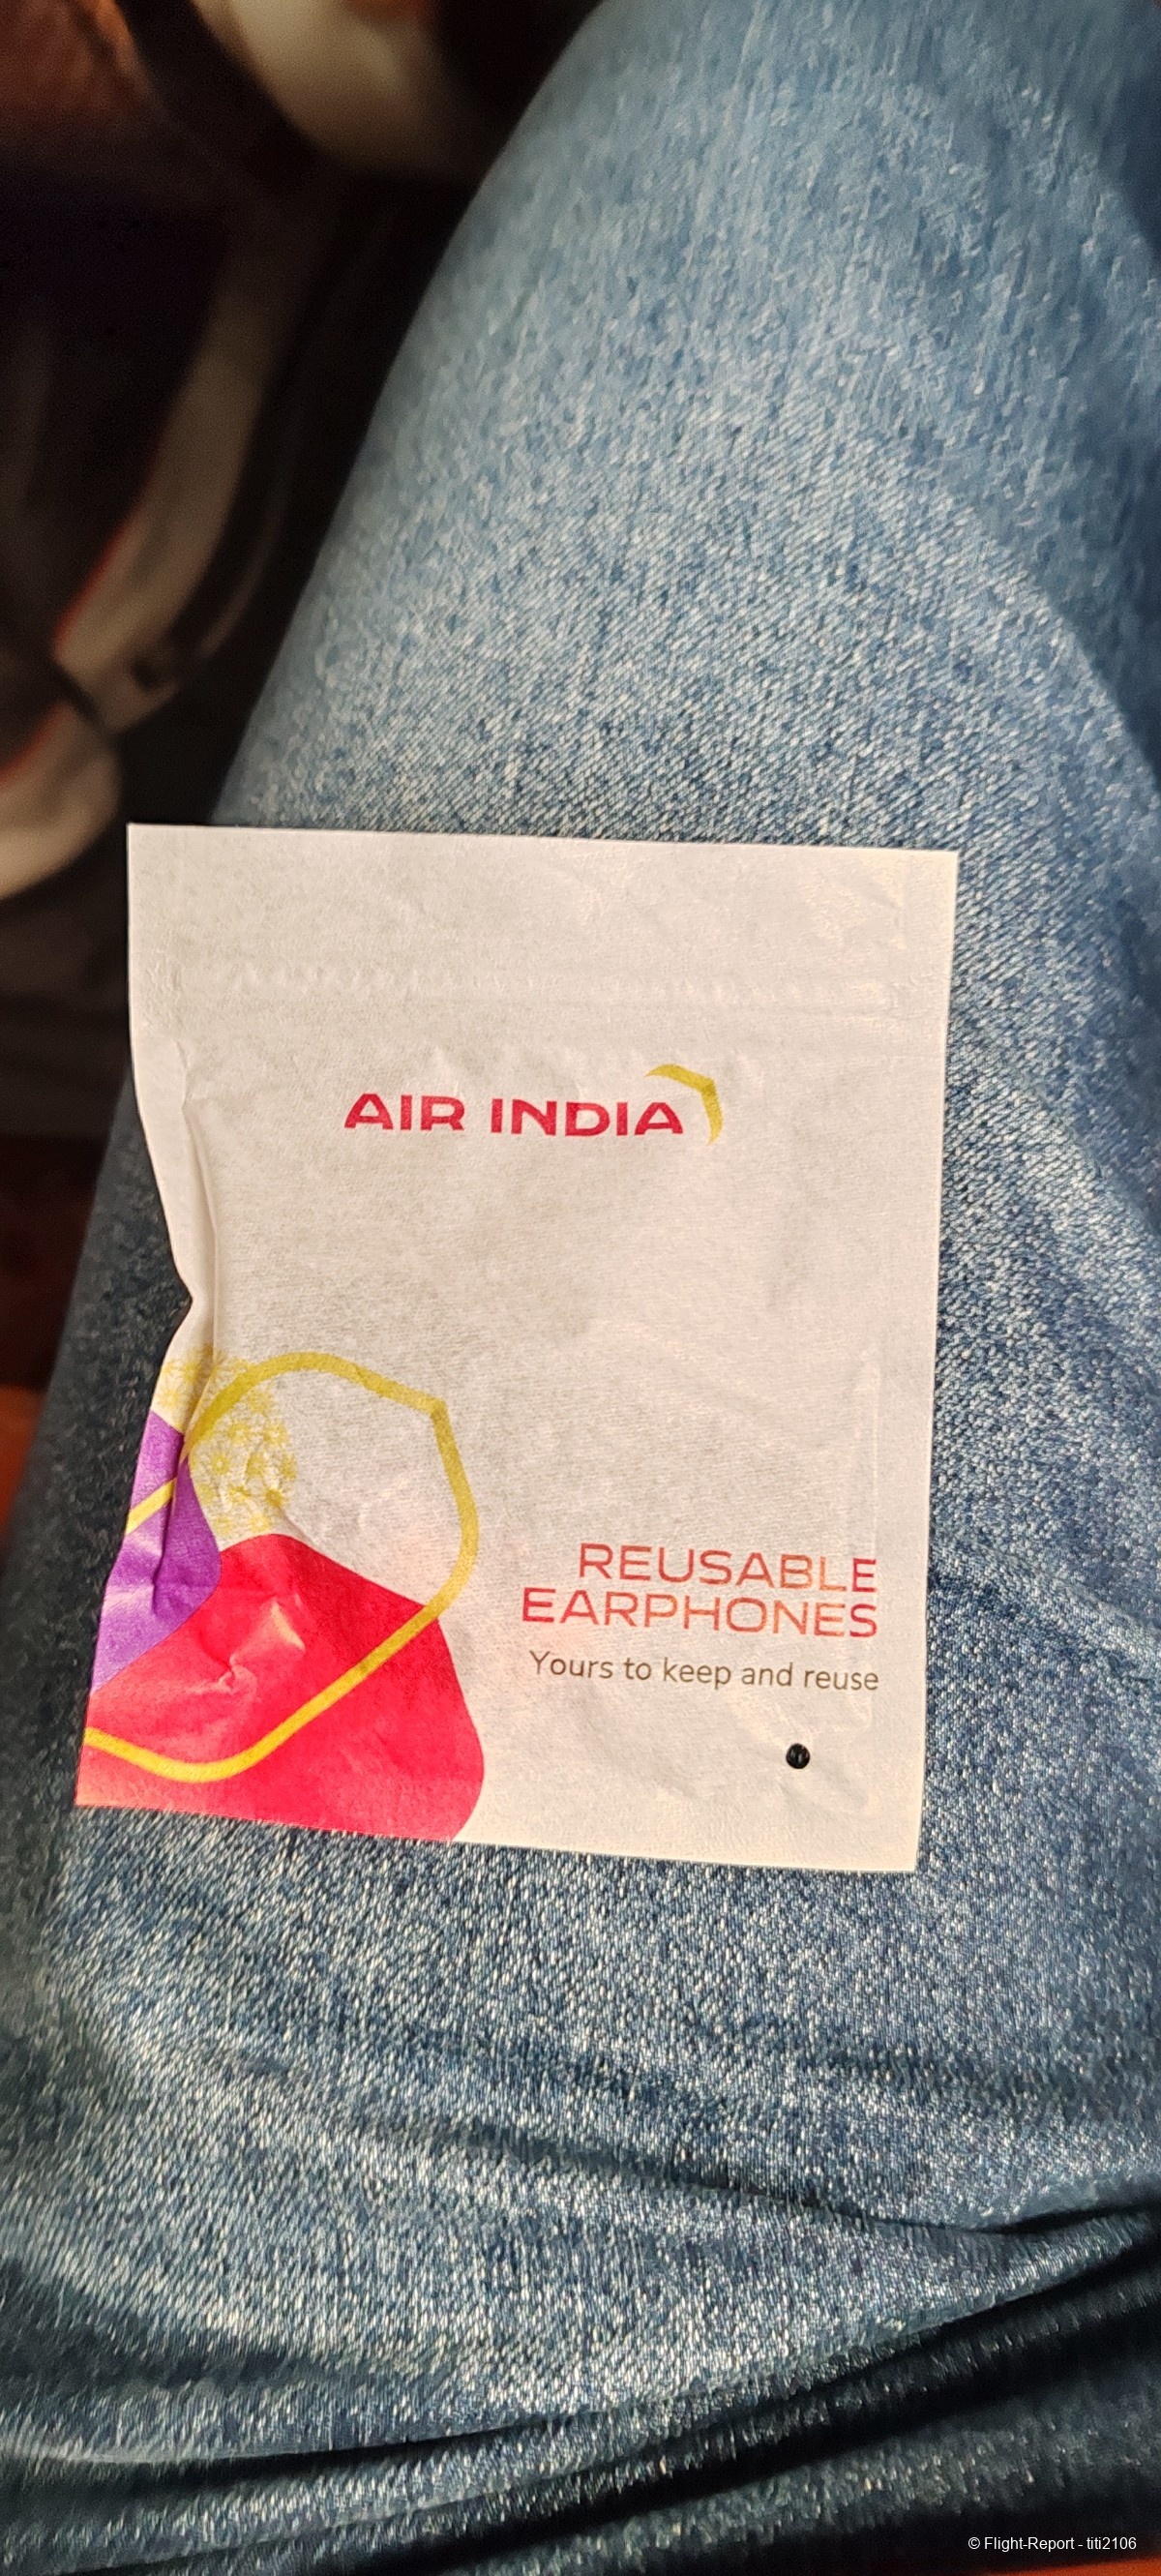 AIR INDIA
REUSABLE
EARPHONES
Yours to keep and reuse
© Flight-Report - titi2106